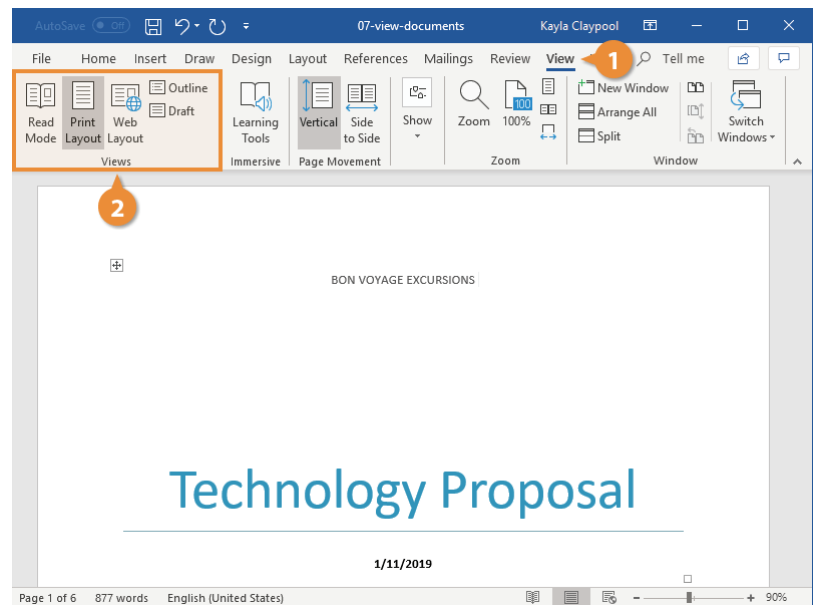 AutoSave Off 07-view-documents Kayla Claypool
File Home Insert Draw Design Layout References Mailings Review View 1 Tell me
Read Mode
Print Layout
Web Layout
Outline
Draft
Views
Learning Tools
Immersive
Vertical
Side to Side
Page Movement
Show
Zoom
100
100%
Zoom
New Window
Arrange All
Split
Switch Windows
Window
2
BON VOYAGE EXCURSIONS
Technology Proposal
1/11/2019
Page 1 of 6 877 words English (United States) 90%